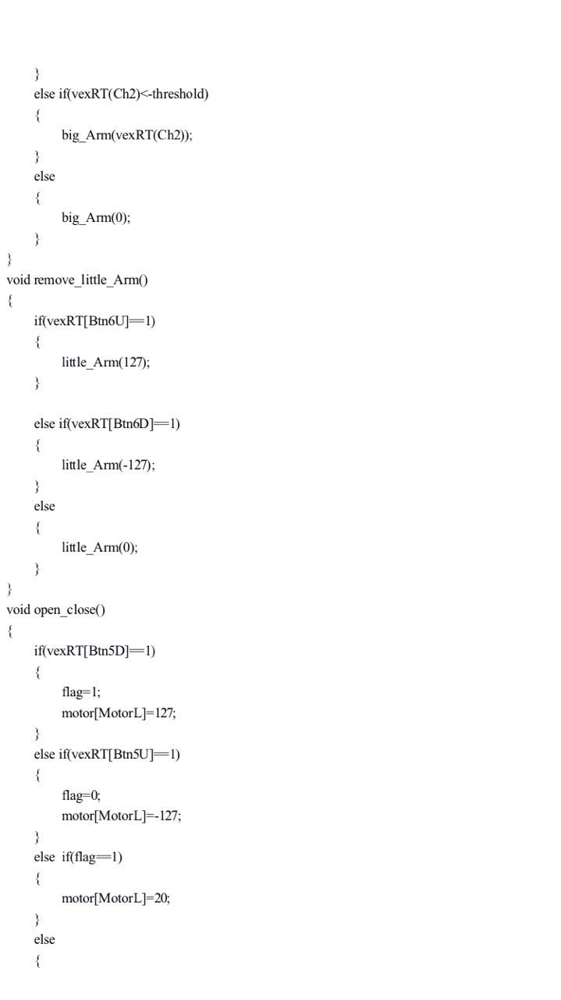 }
else if(vexRT(Ch2)<-threshold)
{
big_Arm(vexRT(Ch2));
}
else
{
big_Arm(0);
}
}
void remove_little_Arm()
{
if(vexRT[Btn6U]==1)
{
little_Arm(127);
}
else if(vexRT[Btn6D]==1)
{
little_Arm(-127);
}
else
{
little_Arm(0);
}
}
void open_close()
{
if(vexRT[Btn5D]==1)
{
flag=1;
motor[MotorL]=127;
}
else if(vexRT[Btn5U]==1)
{
flag=0;
motor[MotorL]=-127;
}
else  if(flag==1)
{
motor[MotorL]=20;
}
else
{